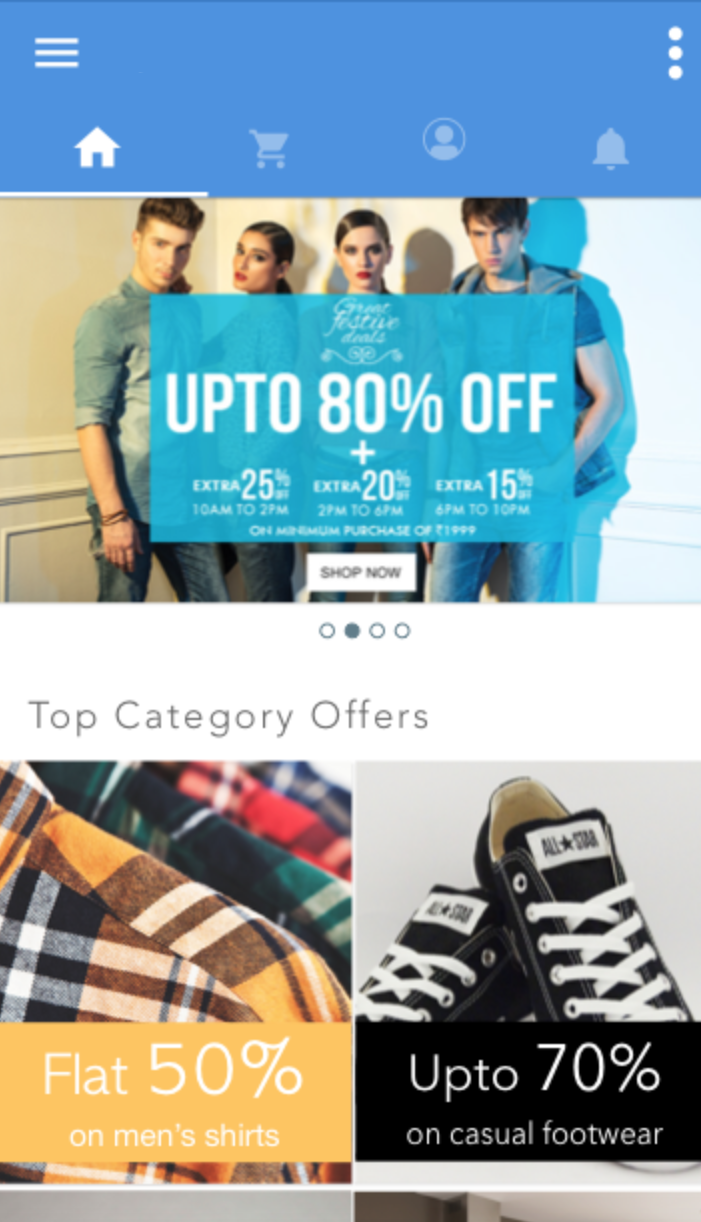 Great
festive
deals
UPTO 80% OFF
+
EXTRA 25% OFF EXTRA 20% OFF EXTRA 15% OFF
10AM TO 2PM 2PM TO 6PM 6PM TO 10PM
ON MINIMUM PURCHASE OF ₹1999
SHOP NOW
Top Category Offers
ALL★STAR
ALL★STAR
Flat 50%
on men's shirts
Upto 70%
on casual footwear